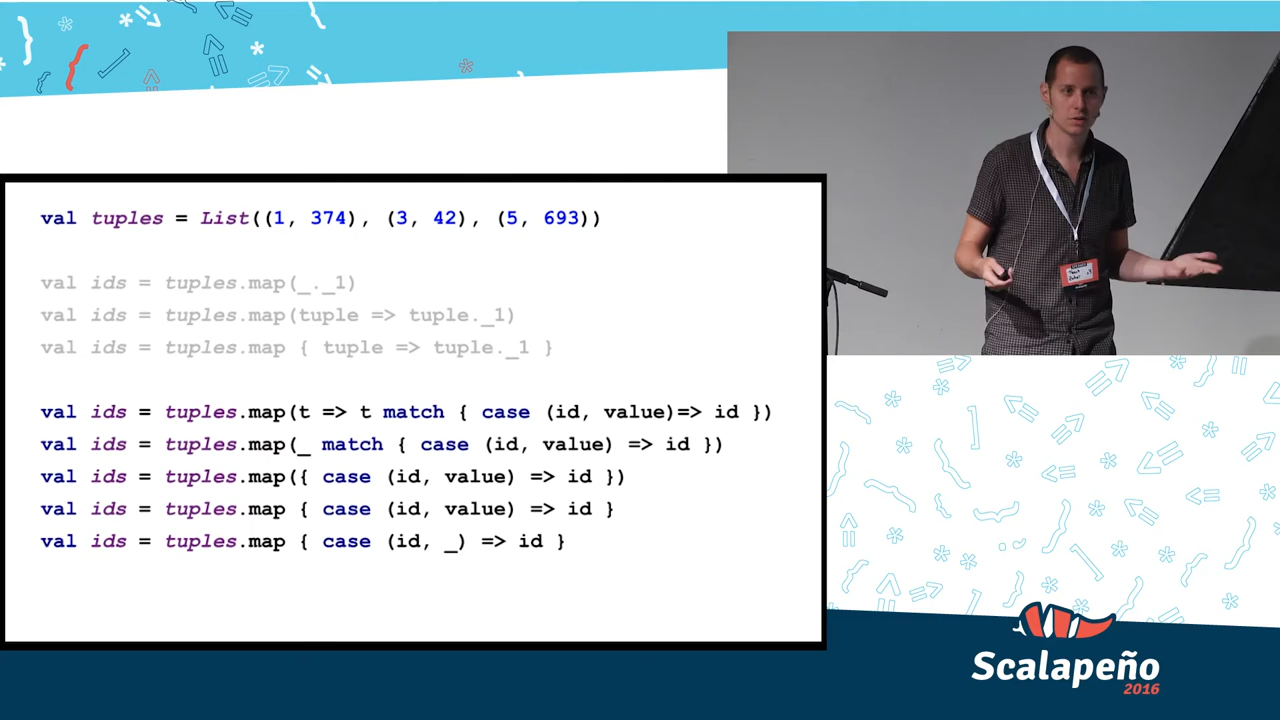 val tuples = List((1, 374), (3, 42), (5, 693))
val ids = tuples.map(_._1)
val ids = tuples.map(tuple => tuple._1)
val ids = tuples.map { tuple => tuple._1 }
val ids = tuples.map(t => t match { case (id, value)=> id })
val ids = tuples.map(_ match { case (id, value) => id })
val ids = tuples.map({ case (id, value) => id })
val ids = tuples.map { case (id, value) => id }
val ids = tuples.map { case (id, _) => id }
Scalapeño
2016